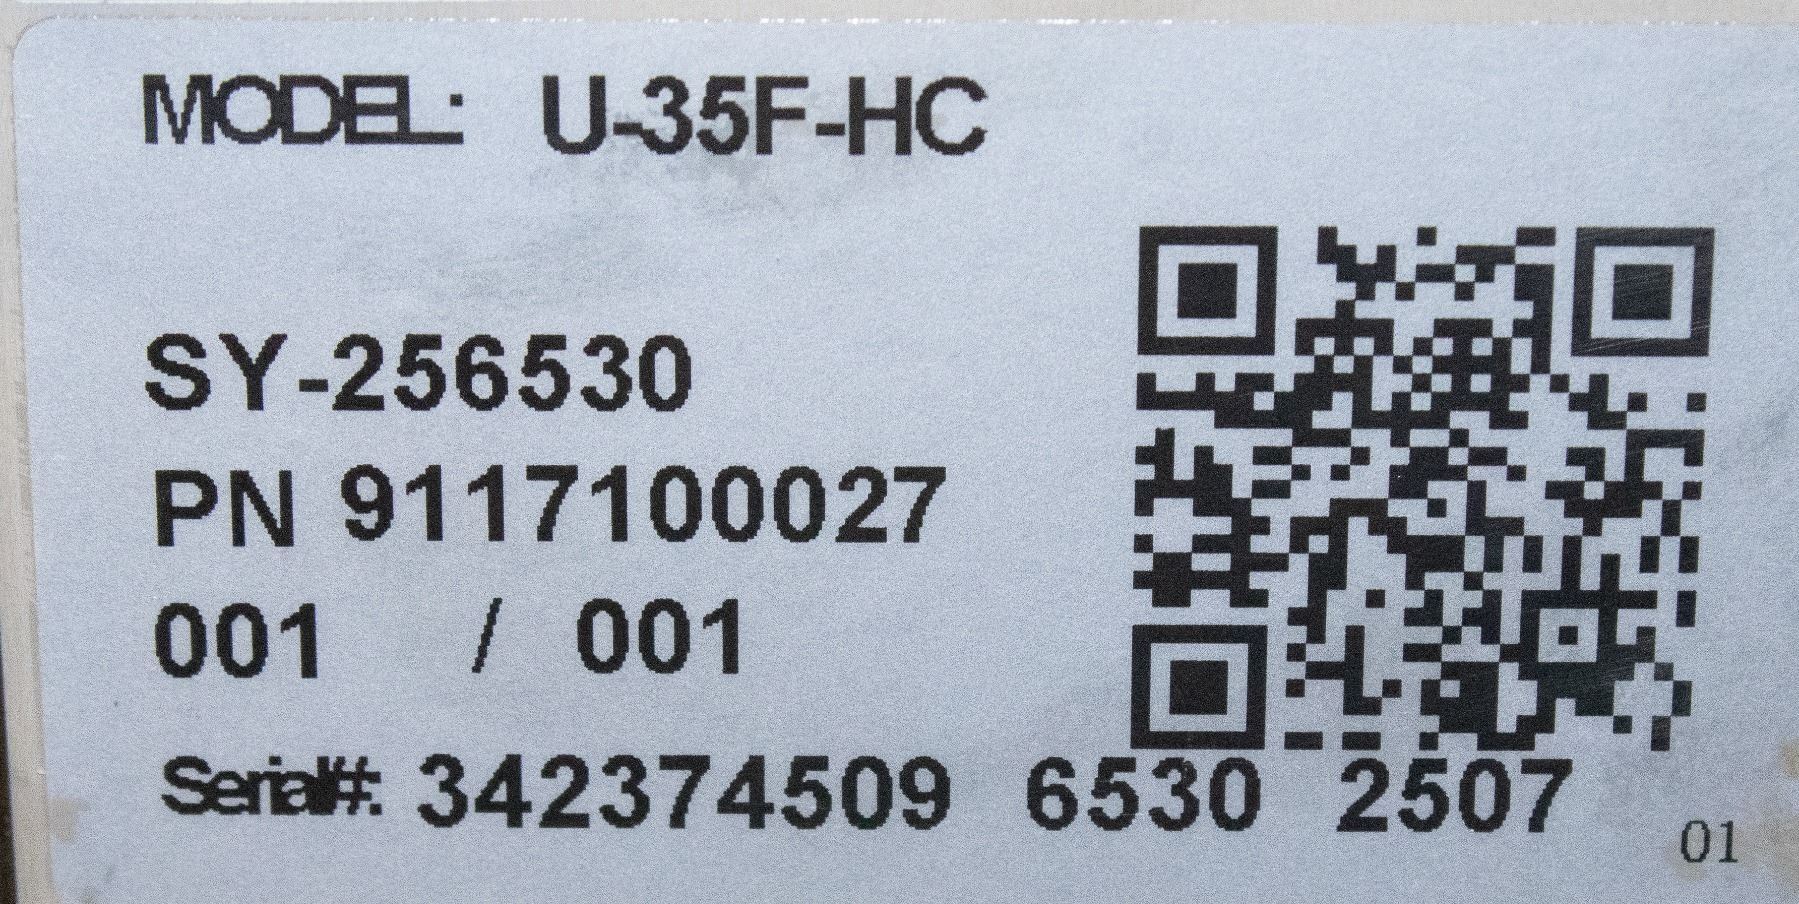 MODEL: U-35F-HC
SY-256530
PN 9117100027
001 / 001
Serial#: 342374509 6530 2507
01